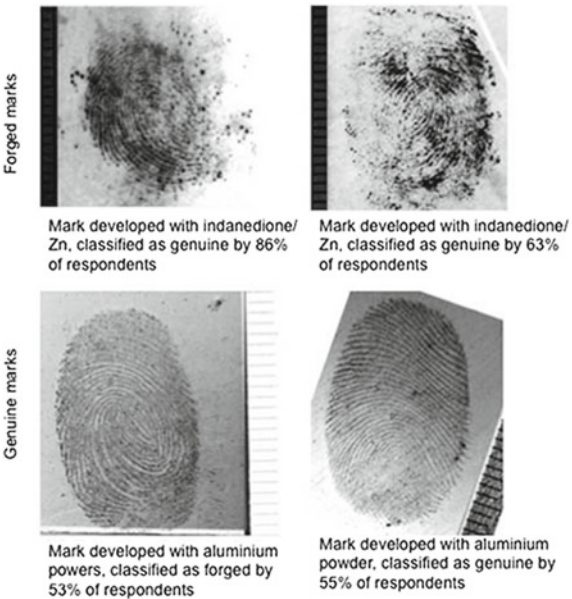 Forged marks
Mark developed with indanedione/
Zn, classified as genuine by 86%
of respondents
Mark developed with indanedione/
Zn, classified as genuine by 63%
of respondents
Genuine marks
Mark developed with aluminium
powers, classified as forged by
53% of respondents
Mark developed with aluminium
powder, classified as genuine by
55% of respondents